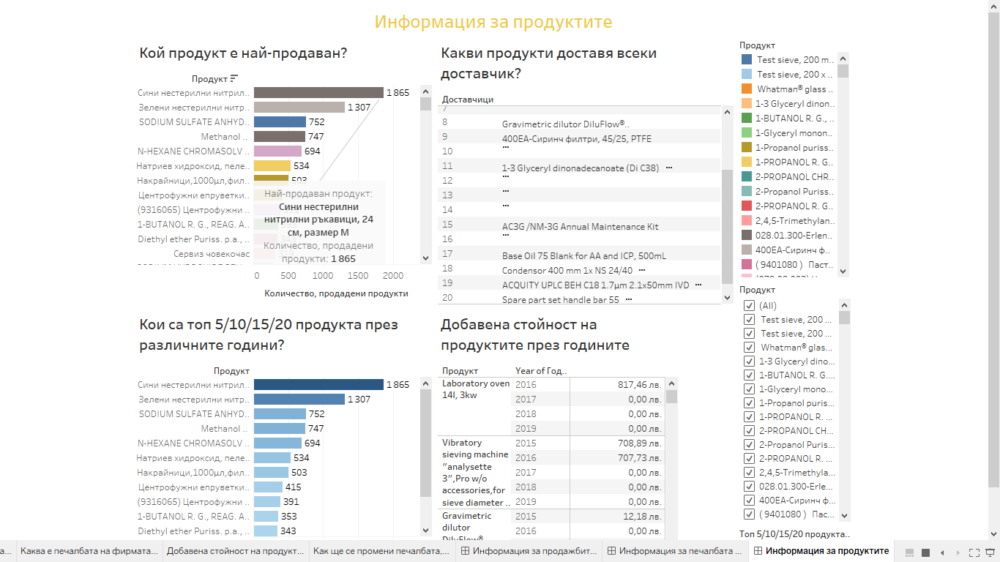 Информация за продуктите
Кой продукт е най-продаван?
Продукт
Сини нестерилни нитрил.. 1 865
Зелени нестерилни нитр.. 1 307
SODIUM SULFATE ANHYD.. 752
Methanol .. 747
N-HEXANE CHROMASOLV .. 694
Натриев хидроксид, пеле.. 534
Накрайници,1000μл,фил.. 503
Центрофужни епруветки..
(9316065) Центрофужни ..
1-BUTANOL R. G., REAG. A..
Diethyl ether Puriss. p.a., ..
Сервиз човекочас
Най-продаван продукт:
Сини нестерилни
нитрилни ръкавици, 24
см, размер М
Количество, продадени
продукти: 1 865
0 500 1000 1500 2000
Количество, продадени продукти
Какви продукти доставя всеки
доставчик?
Доставчици
7
8 Gravimetric dilutor DiluFlow®..
9 400EA-Сиринч филтри, 45/25, PTFE
10 ...
11 1-3 Glyceryl dinonadecanoate (Di C38) ...
12 ...
13 ...
14 ...
15 AC3G /NM-3G Annual Maintenance Kit
16 ...
17 Base Oil 75 Blank for AA and ICP, 500mL
18 Condensor 400 mm 1x NS 24/40 ...
19 ACQUITY UPLC BEH C18 1.7μm 2.1x50mm IVD ...
20 Spare part set handle bar 55 ...
Продукт
Test sieve, 200 m..
Test sieve, 200 x ..
Whatman® glass ..
1-3 Glyceryl dinon..
1-BUTANOL R. G., ..
1-Glyceryl monon..
1-Propanol puriss..
1-PROPANOL R. G..
2-PROPANOL CHR..
2-Propanol Puriss..
2-PROPANOL R. G..
2,4,5-Trimethylan..
028.01.300-Erlen..
400EA-Сиринч ф..
( 9401080 ) Паст..
Кои са топ 5/10/15/20 продукта през
различните години?
Продукт
Сини нестерилни нитрил.. 1 865
Зелени нестерилни нитр.. 1 307
SODIUM SULFATE ANHYD.. 752
Methanol .. 747
N-HEXANE CHROMASOLV .. 694
Натриев хидроксид, пеле.. 534
Накрайници,1000μл,фил.. 503
Центрофужни епруветки.. 415
(9316065) Центрофужни .. 391
1-BUTANOL R. G., REAG. A.. 353
Diethyl ether Puriss. p.a., .. 343
Добавена стойност на
продуктите през годините
Продукт Year of Год..
Laboratory oven 2016 817,46 лв.
14l, 3kw 2017 0,00 лв.
2018 0,00 лв.
2019 0,00 лв.
Vibratory 2015 708,89 лв.
sieving machine 2016 707,73 лв.
"analysette 2017 0,00 лв.
3",Pro w/o
accessories,for 2018 0,00 лв.
sieve diameter .. 2019 0,00 лв.
Gravimetric 2015 12,18 лв.
dilutor 2016 0,00 лв.
DiluFlow®
Продукт
(All)
Test sieve, 200 ...
Test sieve, 200 ...
Whatman® glas...
1-3 Glyceryl dino...
1-BUTANOL R. G....
1-Glyceryl mono...
1-Propanol puris...
1-PROPANOL R. ...
2-PROPANOL CH...
2-Propanol Puris...
2-PROPANOL R. ...
2,4,5-Trimethyla...
028.01.300-Erle...
400EA-Сиринч ф...
( 9401080 ) Пас...
Топ 5/10/15/20 продукта..
а... Каква е печалбата на фирмата... Добавена стойност на продукт... Как ще се промени печалбата,... Информация за продажбит... Информация за печалбата ... Информация за продуктите